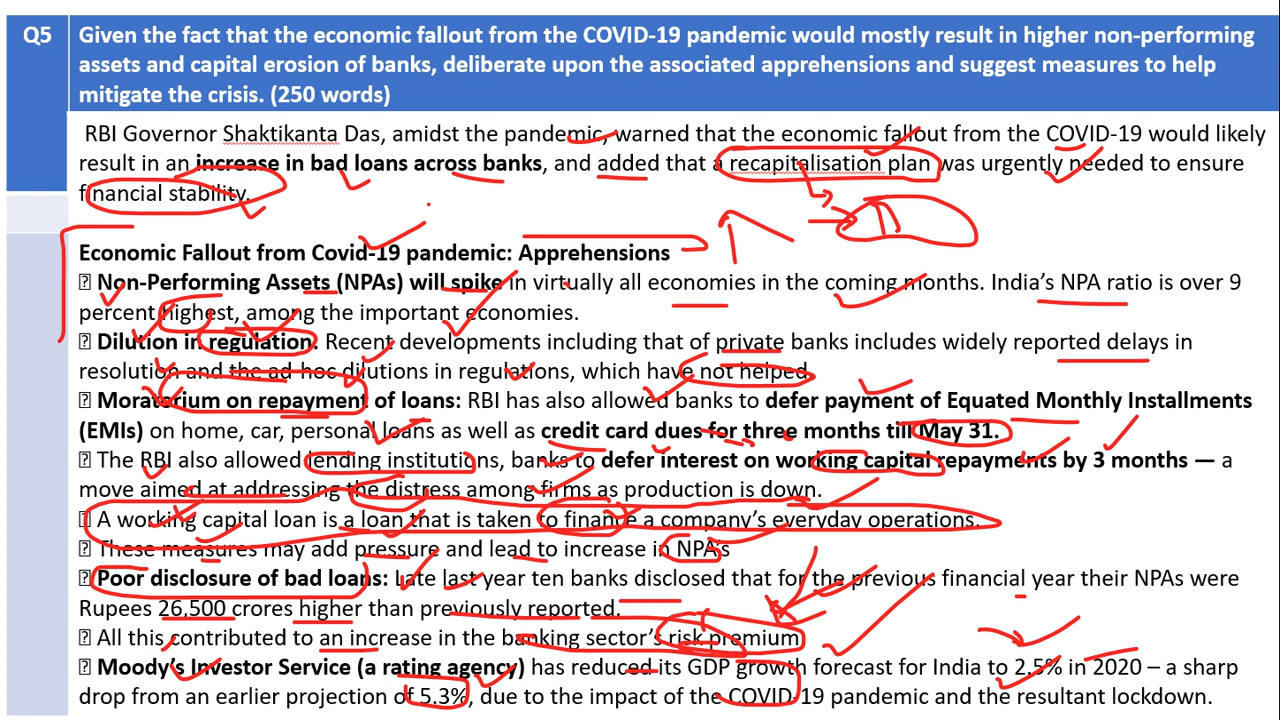 Q5
Given the fact that the economic fallout from the COVID-19 pandemic would mostly result in higher non-performing
assets and capital erosion of banks, deliberate upon the associated apprehensions and suggest measures to help
mitigate the crisis. (250 words)
RBI Governor Shaktikanta Das, amidst the pandemic, warned that the economic fallout from the COVID-19 would likely
result in an increase in bad loans across banks, and added that a recapitalisation plan was urgently needed to ensure
financial stability.
Economic Fallout from Covid-19 pandemic: Apprehensions
Non-Performing Assets (NPAs) will spike in virtually all economies in the coming months. India's NPA ratio is over 9
percent highest, among the important economies.
Dilution in regulation: Recent developments including that of private banks includes widely reported delays in
resolution and the ad-hoc dilutions in regulations, which have not helped.
Moratorium on repayment of loans: RBI has also allowed banks to defer payment of Equated Monthly Installments
(EMIs) on home, car, personal loans as well as credit card dues for three months till May 31.
The RBI also allowed lending institutions, banks to defer interest on working capital repayments by 3 months — a
move aimed at addressing the distress among firms as production is down.
A working capital loan is a loan that is taken to finance a company's everyday operations.
These measures may add pressure and lead to increase in NPA's
Poor disclosure of bad loans: Late last year ten banks disclosed that for the previous financial year their NPAs were
Rupees 26,500 crores higher than previously reported.
All this contributed to an increase in the banking sector's risk premium.
Moody's Investor Service (a rating agency) has reduced its GDP growth forecast for India to 2.5% in 2020 – a sharp
drop from an earlier projection of 5.3%, due to the impact of the COVID-19 pandemic and the resultant lockdown.